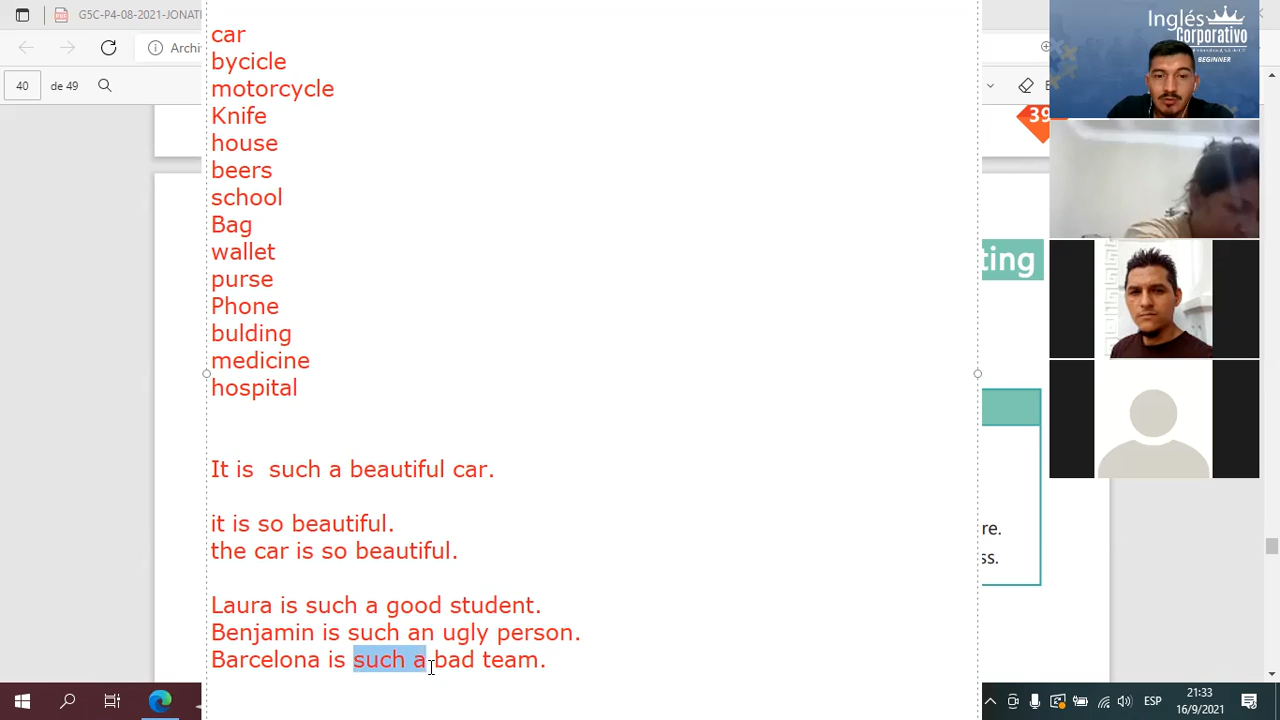 GSCP4-08-2021-JONAT
Archi
40
de 49
car
bycicle
motorcycle
Knife
house
beers
school
Bag
wallet
purse
Phone
bulding
medicine
hospital
It is  such a beautiful car.
it is so beautiful.
the car is so beautiful.
Laura is such a good student.
Benjamin is such an ugly person.
Barcelona is such a bad team.
39
ting
re.
ss.
Inglés
Corporativo
BEGINNER
ESP
21:33
16/9/2021